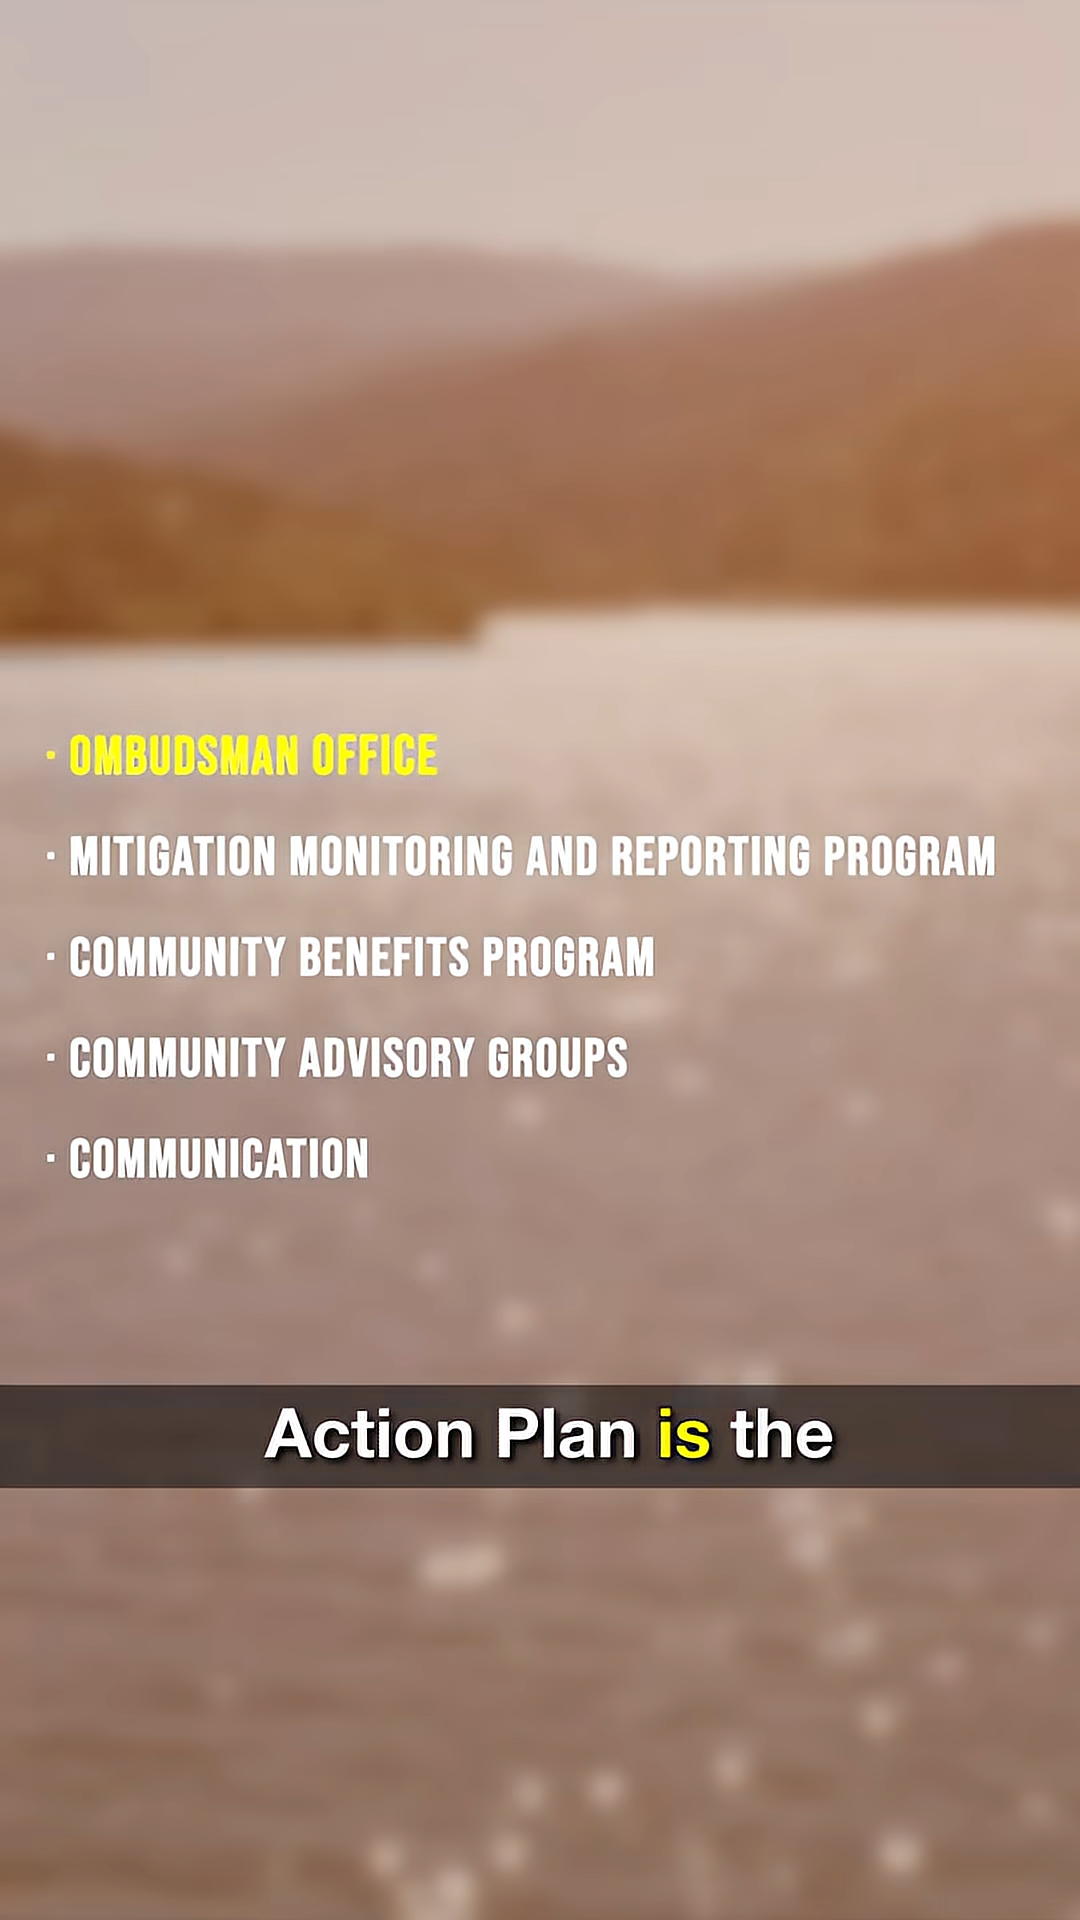 · OMBUDSMAN OFFICE
· MITIGATION MONITORING AND REPORTING PROGRAM
· COMMUNITY BENEFITS PROGRAM
· COMMUNITY ADVISORY GROUPS
· COMMUNICATION
Action Plan is the